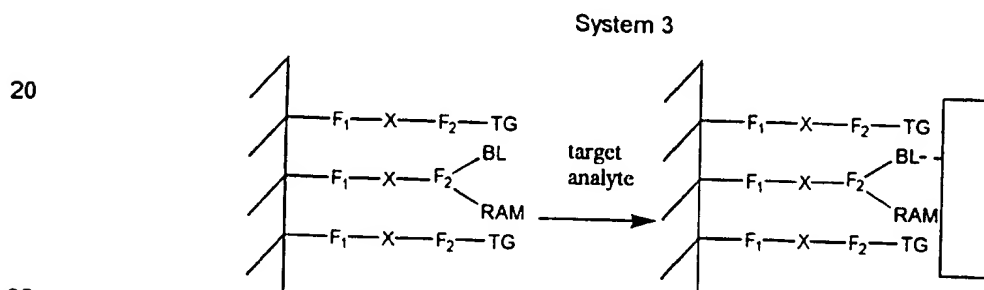 System 3
20
F₁—X—F₂—TG F₁—X—F₂—TG
BL target BL--
F₁—X—F₂ analyte F₁—X—F₂
RAM RAM
F₁—X—F₂—TG F₁—X—F₂—TG